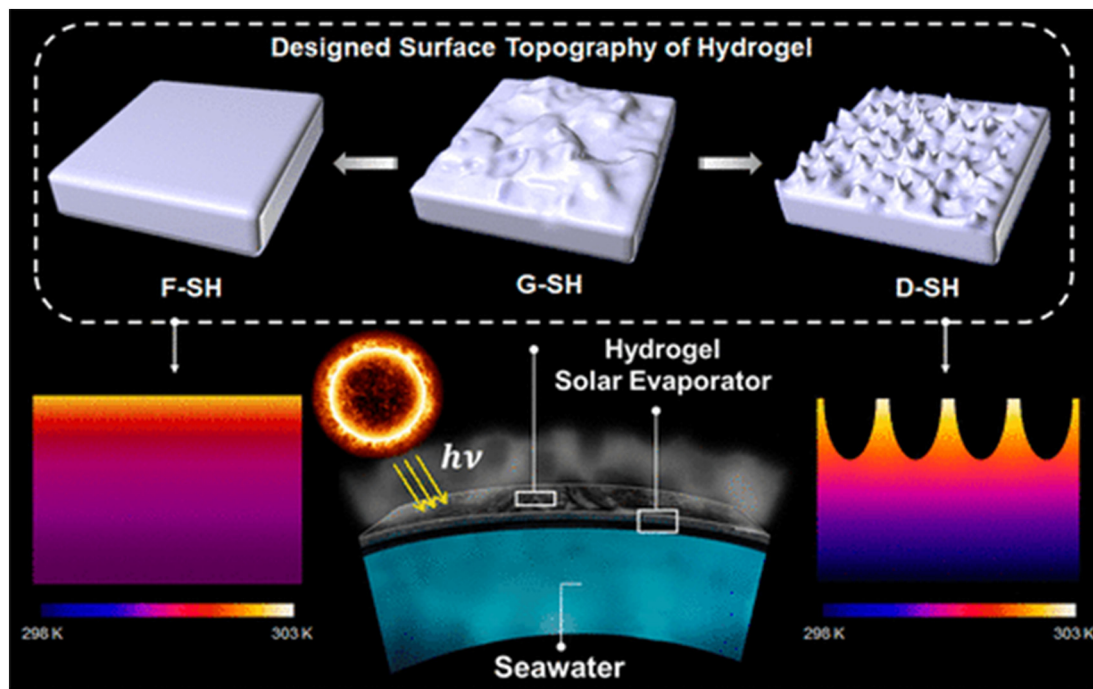 Designed Surface Topography of Hydrogel
F-SH
G-SH
D-SH
Hydrogel
Solar Evaporator
hν
298 K
303 K
298 K
303 K
Seawater